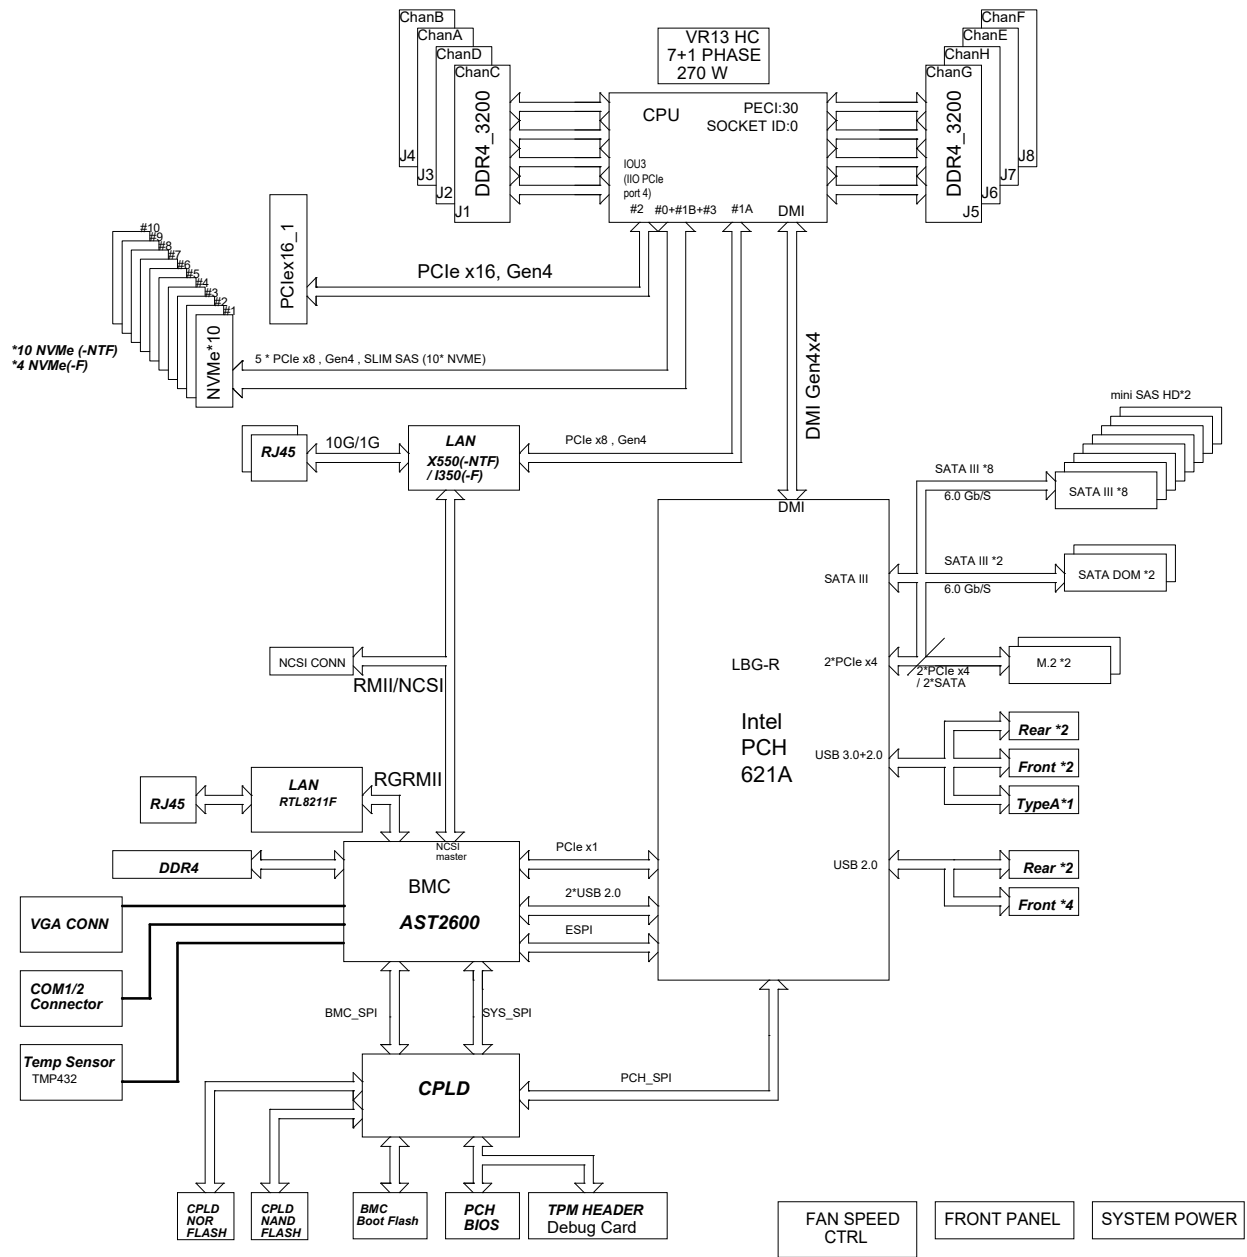 ChanB
ChanA
ChanD
ChanC
DDR4_3200
J4
J3
J2
J1
VR13 HC
7+1 PHASE
270 W
CPU
PECI:30
SOCKET ID:0
IOU3
(IIO PCIe
port 4)
#2
#0+#1B+#3
#1A
DMI
ChanF
ChanE
ChanH
ChanG
DDR4_3200
J8
J7
J6
J5
PCIex16_1
PCIe x16, Gen4
#10
#9
#8
#7
#6
#5
#4
#3
#2
#1
NVMe*10
*10 NVMe (-NTF)
*4 NVMe(-F)
5 * PCIe x8 , Gen4 , SLIM SAS (10* NVME)
DMI Gen4x4
RJ45
10G/1G
LAN
X550(-NTF)
/ I350(-F)
PCIe x8 , Gen4
mini SAS HD*2
SATA III *8
6.0 Gb/S
SATA III *8
DMI
SATA III
SATA III *2
6.0 Gb/S
SATA DOM *2
NCSI CONN
RMII/NCSI
LBG-R
2*PCIe x4
2*PCIe x4
/ 2*SATA
M.2 *2
Intel
PCH
621A
USB 3.0+2.0
Rear *2
Front *2
TypeA*1
RJ45
LAN
RTL8211F
RGRMII
NCSI
master
PCIe x1
USB 2.0
Rear *2
Front *4
DDR4
BMC
AST2600
2*USB 2.0
ESPI
VGA CONN
COM1/2
Connector
Temp Sensor
TMP432
BMC_SPI
SYS_SPI
CPLD
PCH_SPI
CPLD
NOR
FLASH
CPLD
NAND
FLASH
BMC
Boot Flash
PCH
BIOS
TPM HEADER
Debug Card
FAN SPEED
CTRL
FRONT PANEL
SYSTEM POWER